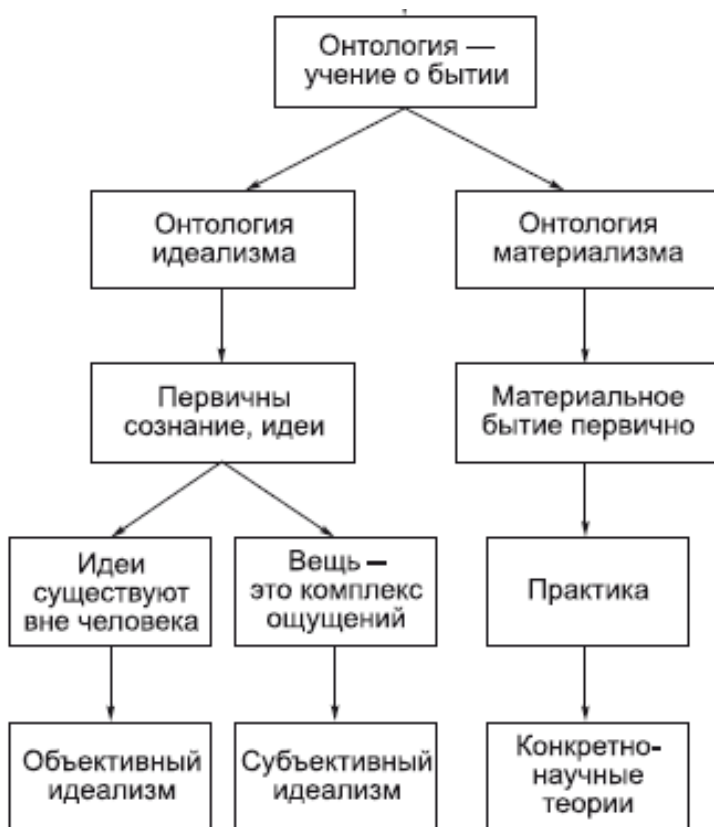 Онтология —
учение о бытии
Онтология
идеализма
Онтология
материализма
Первичны
сознание, идеи
Материальное
бытие первично
Идеи
существуют
вне человека
Вещь –
это комплекс
ощущений
Практика
Объективный
идеализм
Субъективный
идеализм
Конкретно-
научные
теории